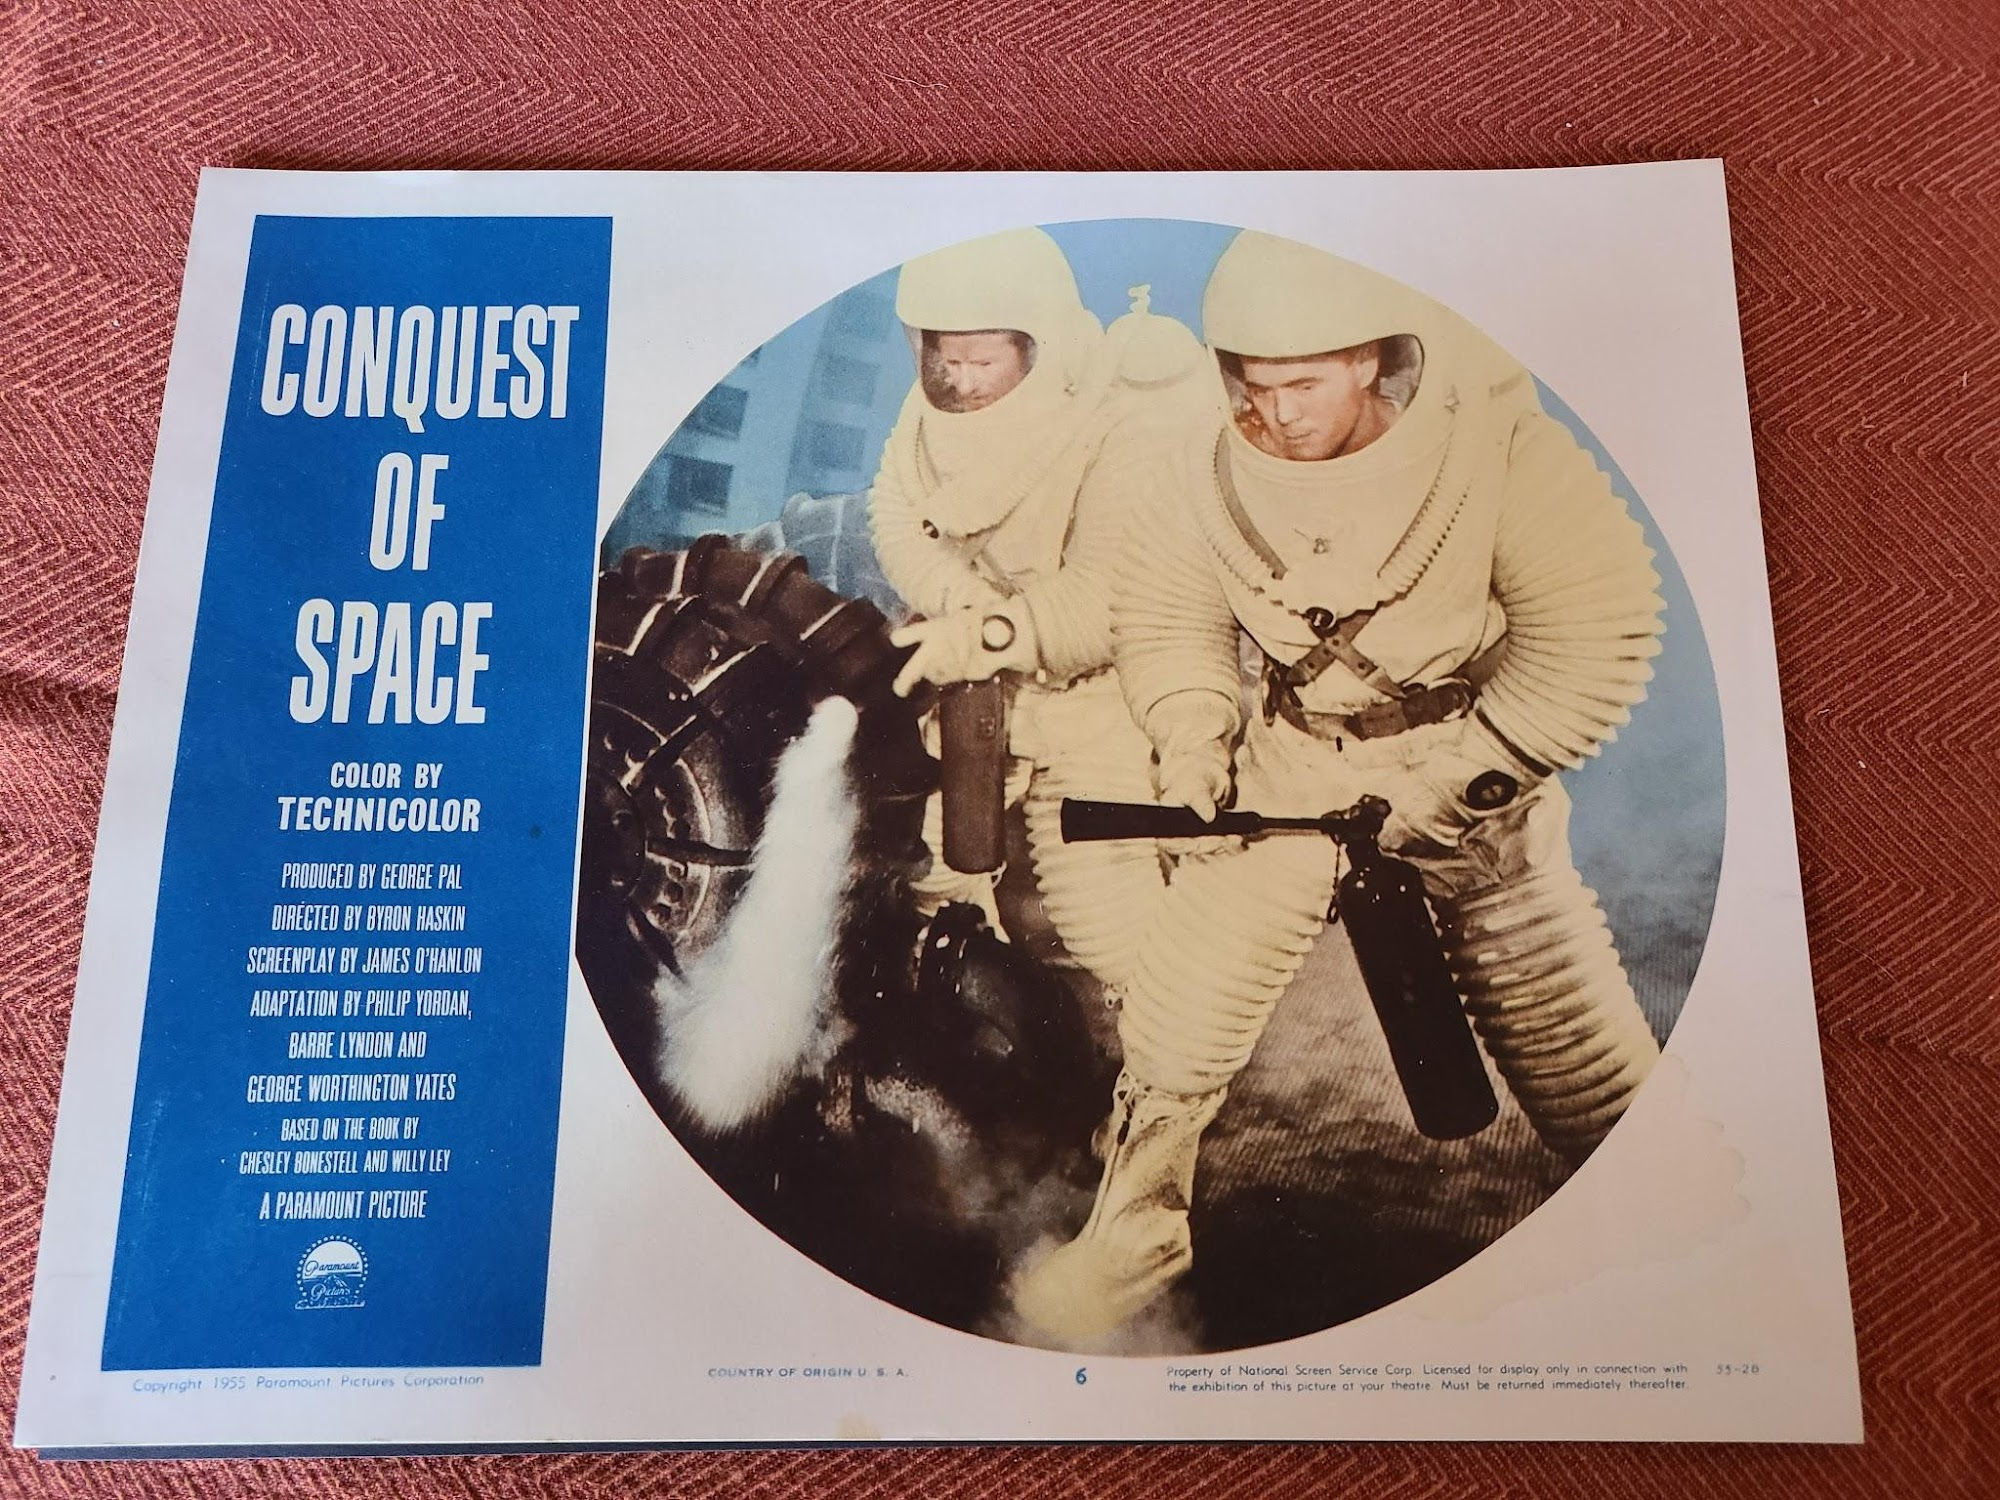 CONQUEST
OF
SPACE
COLOR BY
TECHNICOLOR
PRODUCED BY GEORGE PAL
DIRECTED BY BYRON HASKIN
SCREENPLAY BY JAMES O'HANLON
ADAPTATION BY PHILIP YORDAN,
BARRE LYNDON AND
GEORGE WORTHINGTON YATES
BASED ON THE BOOK BY
CHESLEY BONESTELL AND WILLY LEY
A PARAMOUNT PICTURE
Paramount
Pictures
Copyright 1955 Paramount Pictures Corporation
COUNTRY OF ORIGIN U. S. A.
6
Property of National Screen Service Corp. Licensed for display only in connection with
the exhibition of this picture at your theatre. Must be returned immediately thereafter.
55-28